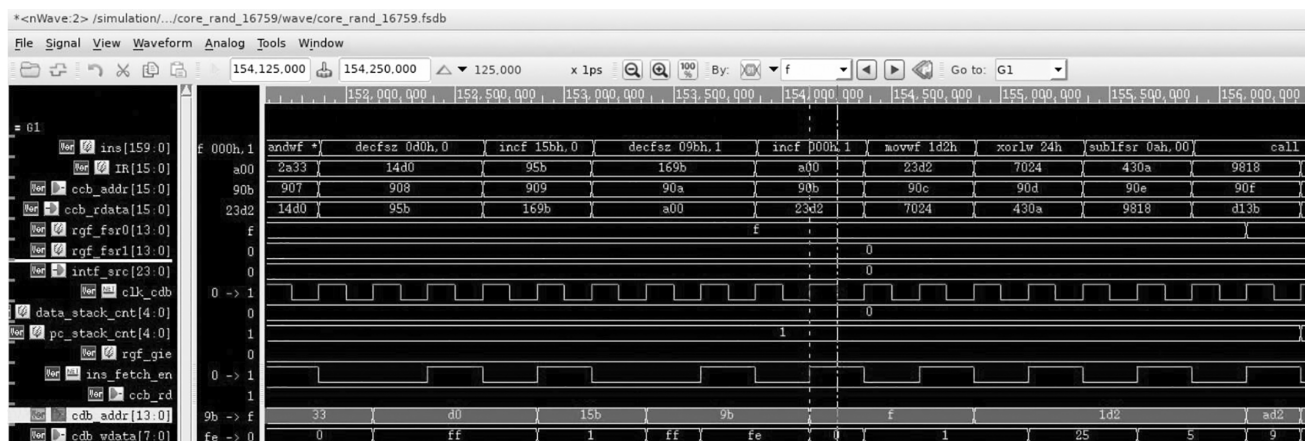 *<nWave:2> /simulation/.../core_rand_16759/wave/core_rand_16759.fsdb
File Signal View Waveform Analog Tools Window
154,125,000 154,250,000 125,000 x 1ps 100 % By: f Go to: G1
152,000,000 152,500,000 153,000,000 153,500,000 154,000,000 154,500,000 155,000,000 155,500,000 156,000,000
= G1
ins[159:0] f 000h,1 andwf * decfsz 0d0h,0 incf 15bh,0 decfsz 09bh,1 incf 000h,1 movwf 1d2h xorlw 24h sublfsr 0ah,00 call
IR[15:0] a00 2a33 14d0 95b 169b a00 23d2 7024 430a 9818
ccb_addr[15:0] 90b 907 908 909 90a 90b 90c 90d 90e 90f
ccb_rdata[15:0] 23d2 14d0 95b 169b a00 23d2 7024 430a 9818 d13b
rgf_fsr0[13:0] f f
rgf_fsr1[13:0] 0 0
intf_src[23:0] 0 0
clk_cdb 0 -> 1
data_stack_cnt[4:0] 0 0
pc_stack_cnt[4:0] 1 1
rgf_gie 0
ins_fetch_en 0 -> 1
ccb_rd 1
cdb_addr[13:0] 9b -> f 33 d0 15b 9b f 1d2 ad2
cdb_wdata[7:0] fe -> 0 0 ff 1 ff fe 0 1 25 5 9